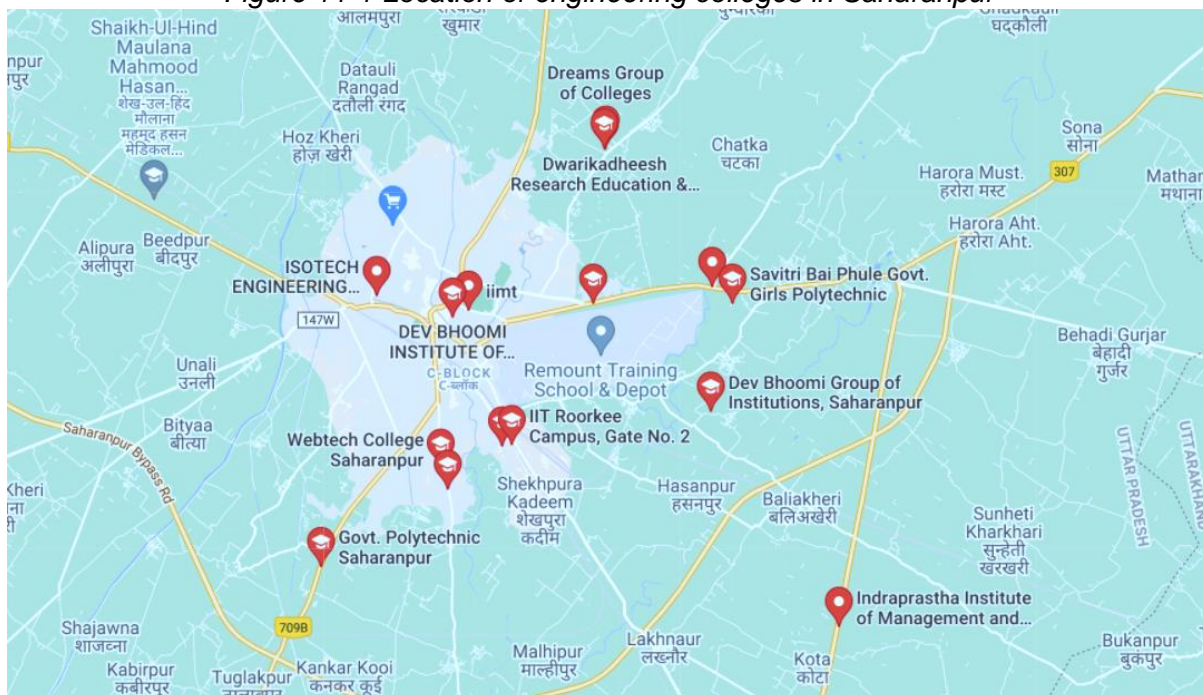 Location of engineering colleges in Saharanpur
आलमपुरा
खुमार
घदकौली
Shaikh-Ul-Hind
Maulana
Mahmood
Hasan...
शेख-उल-हिंद
मौलाना
महमूद हसन
मेडिकल...
Datauli
Rangad
दतौली रंगद
Dreams Group
of Colleges
Hoz Kheri
होज़ खेरी
Dwarikadheesh
Research Education &...
Chatka
चटका
Sona
सोना
307
Harora Must.
हरोरा मस्ट
Mathan
मथाना
Harora Aht.
हरोरा Aht.
Alipura
अलीपुरा
Beedpur
बीदपुर
ISOTECH
ENGINEERING...
iimt
Savitri Bai Phule Govt.
Girls Polytechnic
147W
DEV BHOOMI
INSTITUTE OF...
C-BLOCK
C-ब्लॉक
Remount Training
School & Depot
Behadi Gurjar
बेहादी
गुर्जर
Unali
उनली
Dev Bhoomi Group of
Institutions, Saharanpur
Bityaa
बीत्या
IIT Roorkee
Campus, Gate No. 2
Webtech College
Saharanpur
Saharanpur Bypass Rd
UTTAR PRADESH
UTTARAKHAND
Kheri
Shekhpura
Kadeem
शेखपुरा
कदीम
Hasanpur
हसनपुर
Baliakheri
बलिअखेरी
Sunheti
Kharkhari
सुन्हेती
खरखरी
Govt. Polytechnic
Saharanpur
Indraprastha Institute
of Management and...
709B
Shajawna
शाजव्ना
Kabirpur
कबीरपुर
Tuglakpur
Kankar Kooi
कनकर कूई
Malhipur
माल्हीपुर
Lakhnaur
लखनौर
Kota
कोटा
Bukanpur
बुकंपुर